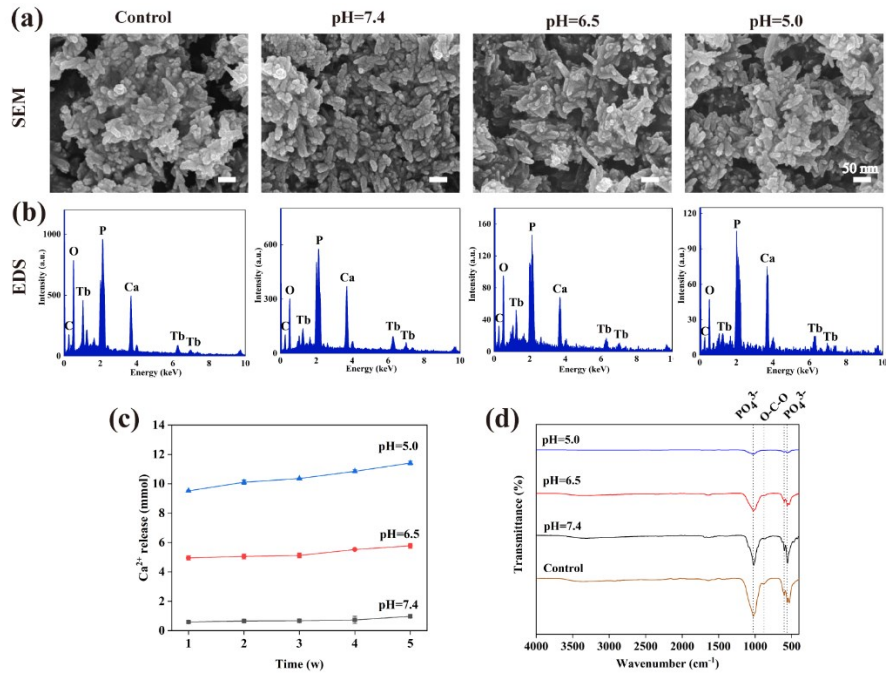 (a)
Control
pH=7.4
pH=6.5
pH=5.0
SEM
50 nm
(b)
EDS
Intensity (a.u.)
1000
500
0
C
O
Tb
P
Ca
Tb
Tb
0 2 4 6 8 10
Energy (keV)
Intensity (a.u.)
600
300
0
C
O
Tb
P
Ca
Tb
Tb
0 2 4 6 8 10
Energy (keV)
Intensity (a.u.)
160
120
80
40
0
C
O
Tb
P
Ca
Tb
Tb
0 2 4 6 8 1
Energy (keV)
Intensity (a.u.)
120
90
60
30
0
C
O
Tb
P
Ca
Tb
Tb
0 2 4 6 8 10
Energy (keV)
(c)
Ca²⁺ release (mmol)
14
12
10
8
6
4
2
0
pH=5.0
pH=6.5
pH=7.4
1 2 3 4 5
Time (w)
(d)
PO₄³⁻
O-C-O
PO₄³⁻
Transmittance (%)
pH=5.0
pH=6.5
pH=7.4
Control
4000 3500 3000 2500 2000 1500 1000 500
Wavenumber (cm⁻¹)